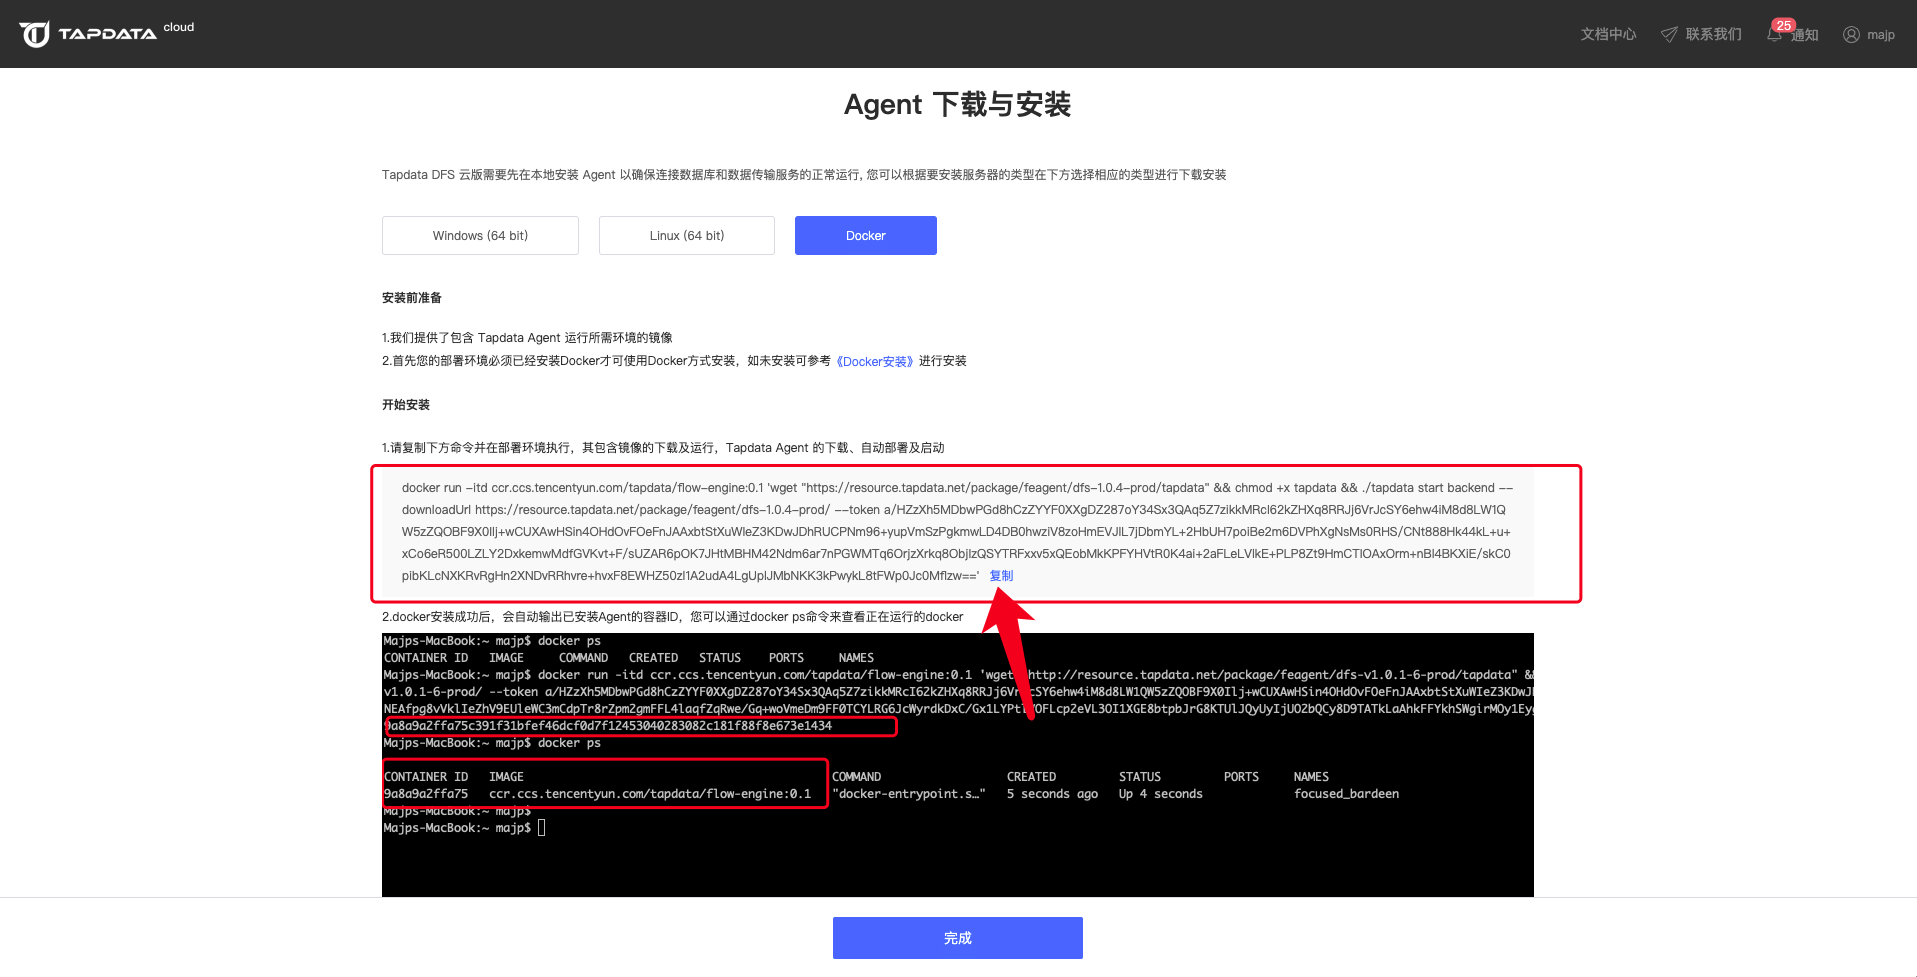 TAPDATA cloud
文档中心 联系我们 25 通知 majp
Agent 下载与安装
Tapdata DFS 云版需要先在本地安装 Agent 以确保连接数据库和数据传输服务的正常运行, 您可以根据要安装服务器的类型在下方选择相应的类型进行下载安装
Windows (64 bit) Linux (64 bit) Docker
安装前准备
1.我们提供了包含 Tapdata Agent 运行所需环境的镜像
2.首先您的部署环境必须已经安装Docker才可使用Docker方式安装，如未安装可参考《Docker安装》进行安装
开始安装
1.请复制下方命令并在部署环境执行，其包含镜像的下载及运行，Tapdata Agent 的下载、自动部署及启动
docker run -itd ccr.ccs.tencentyun.com/tapdata/flow-engine:0.1 'wget "https://resource.tapdata.net/package/feagent/dfs-1.0.4-prod/tapdata" && chmod +x tapdata && ./tapdata start backend --
downloadUrl https://resource.tapdata.net/package/feagent/dfs-1.0.4-prod/ --token a/HZzXh5MDbwPGd8hCzZYYF0XXgDZ287oY34Sx3QAq5Z7zikkMRcI62kZHXq8RRJj6VrJcSY6ehw4iM8d8LW1Q
W5zZQOBF9X0Ilj+wCUXAwHSin4OHdOvFOeFnJAAxbtStXuWIeZ3KDwJDhRUCPNm96+yupVmSzPgkmwLD4DB0hwziV8zoHmEVJlL7jDbmYL+2HbUH7poiBe2m6DVPhXgNsMs0RHS/CNt888Hk44kL+u+
xCo6eR500LZLY2DxkemwMdfGVKvt+F/sUZAR6pOK7JHtMBHM42Ndm6ar7nPGWMTq6OrjzXrkq8ObjIzQSYTRFxxv5xQEobMkKPFYHVtR0K4ai+2aFLeLVlkE+PLP8Zt9HmCTlOAxOrm+nBl4BKXiE/skC0
pibKLcNXKRvRgHn2XNDvRRhvre+hvxF8EWHZ50zl1A2udA4LgUplJMbNKK3kPwykL8tFWp0Jc0Mflzw==' 复制
2.docker安装成功后，会自动输出已安装Agent的容器ID，您可以通过docker ps命令来查看正在运行的docker
Majps-MacBook:~ majp$ docker ps
CONTAINER ID IMAGE COMMAND CREATED STATUS PORTS NAMES
Majps-MacBook:~ majp$ docker run -itd ccr.ccs.tencentyun.com/tapdata/flow-engine:0.1 'wget "http://resource.tapdata.net/package/feagent/dfs-v1.0.1-6-prod/tapdata" &&
v1.0.1-6-prod/ --token
9a8a9a2ffa75c391f31bfef46dcf0d7f12453040283082c181f88f8e673e1434
Majps-MacBook:~ majp$ docker ps
CONTAINER ID IMAGE COMMAND CREATED STATUS PORTS NAMES
9a8a9a2ffa75 ccr.ccs.tencentyun.com/tapdata/flow-engine:0.1 "docker-entrypoint.s…" 5 seconds ago Up 4 seconds focused_bardeen
Majps-MacBook:~ majp$
Majps-MacBook:~ majp$
完成